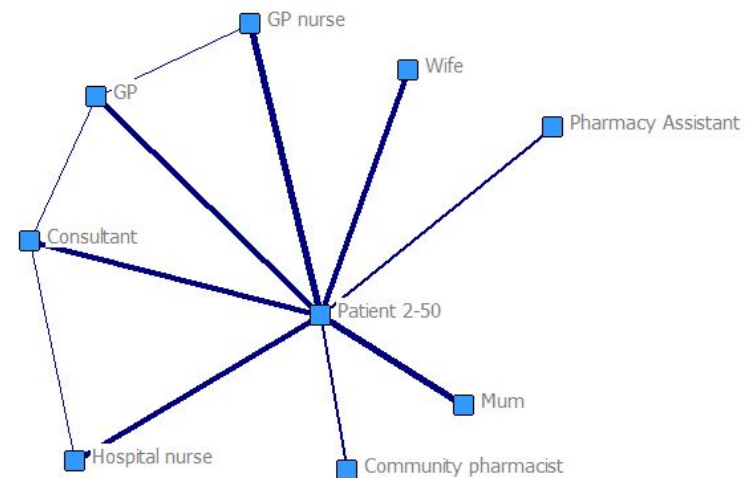 GP nurse
Wife
GP
Pharmacy Assistant
Consultant
Patient 2-50
Mum
Hospital nurse
Community pharmacist